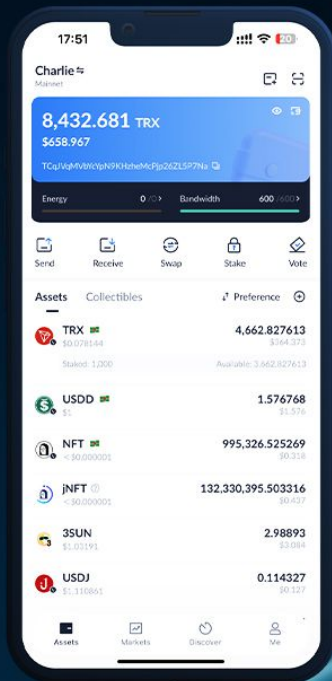 17:51
20
Charlie
Mainnet
8,432.681 TRX
$658.967
TCqJVqMVbYcYpN9KHzheMcPjp26ZLSP7Na
Energy 0 /0 > Bandwidth 600 /600 >
Send Receive Swap Stake Vote
Assets Collectibles Preference
TRX 4,662.827613
$0.078144 $364.373
Staked: 1,000 Available: 3,662.827613
USDD 1.576768
$1 $1.576
NFT 995,326.525269
<$0.000001 $0.318
jNFT 132,330,395.503316
<$0.000001 $0.437
3SUN 2.98893
$1.03191 $3.084
USDJ 0.114327
$1.110861 $0.127
Assets Markets Discover Me